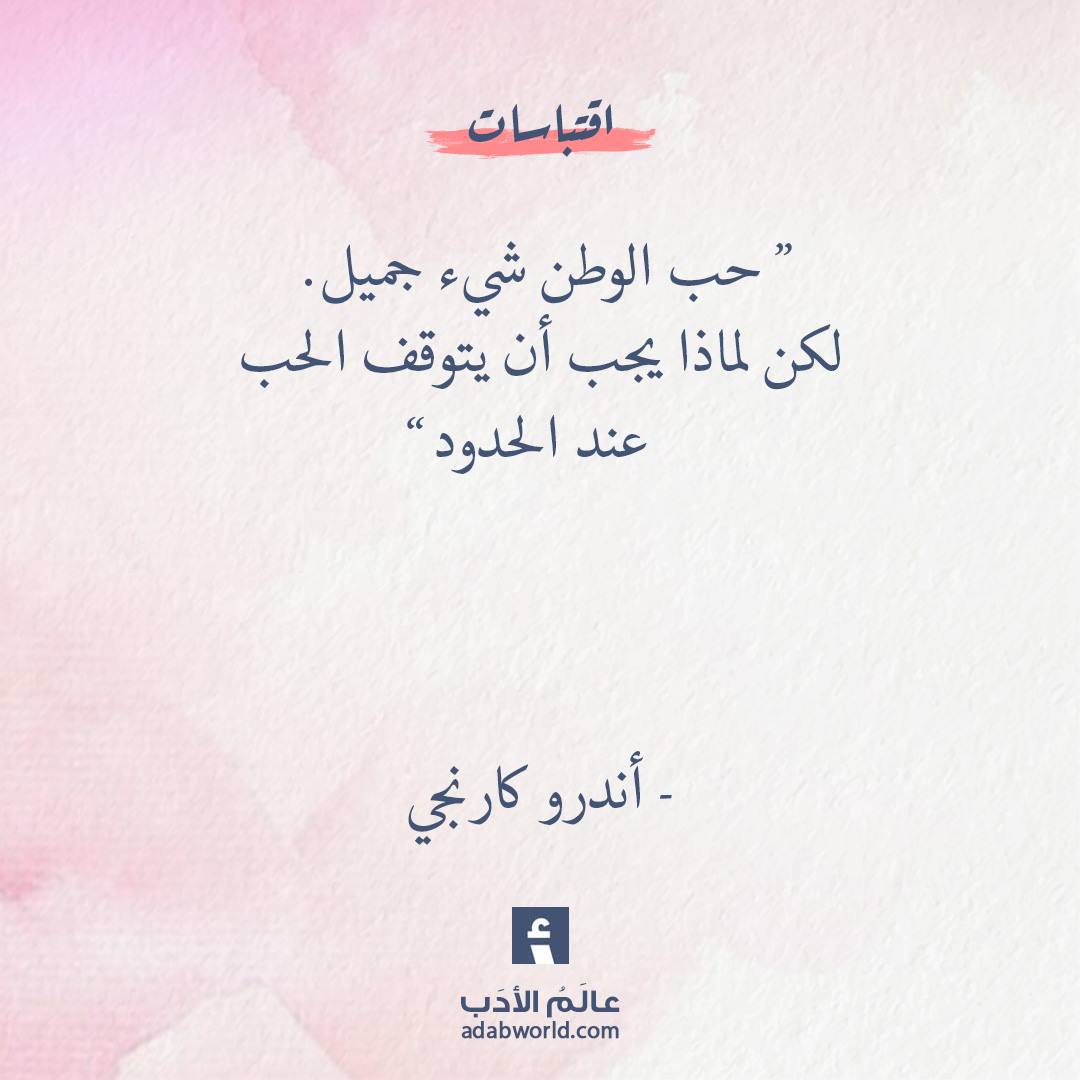 اقتباسات
” حب الوطن شيء جميل.
لكن لماذا يجب أن يتوقف الحب
عند الحدود “
- أندرو كارنجي
أ
عالَمُ الأدَب
adabworld.com